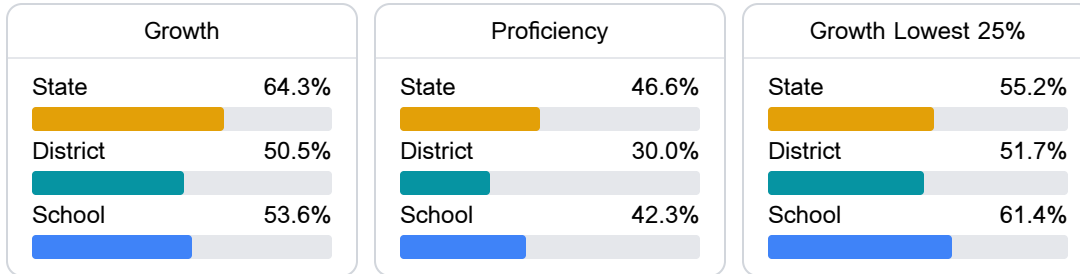 Growth
State 64.3%
District 50.5%
School 53.6%
Proficiency
State 46.6%
District 30.0%
School 42.3%
Growth Lowest 25%
State 55.2%
District 51.7%
School 61.4%